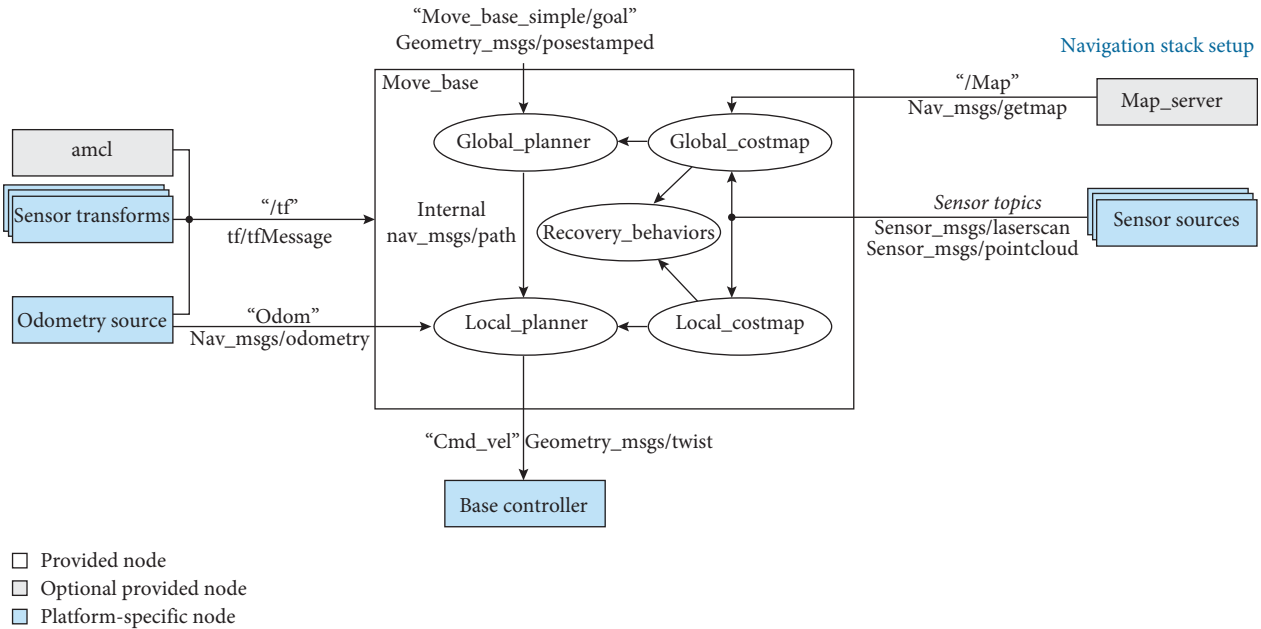 “Move_base_simple/goal”
Geometry_msgs/posestamped
Navigation stack setup
Move_base
“/Map”
Nav_msgs/getmap
Map_server
Global_planner
Global_costmap
amcl
Sensor transforms
“/tf”
tf/tfMessage
Internal
nav_msgs/path
Recovery_behaviors
Sensor topics
Sensor_msgs/laserscan
Sensor_msgs/pointcloud
Sensor sources
Odometry source
“Odom”
Nav_msgs/odometry
Local_planner
Local_costmap
“Cmd_vel” Geometry_msgs/twist
Base controller
Provided node
Optional provided node
Platform-specific node